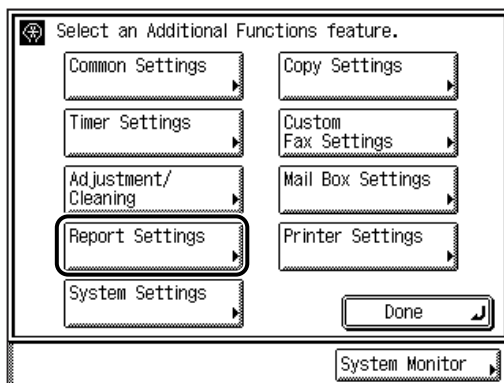 Select an Additional Functions feature.
Common Settings
Copy Settings
Timer Settings
Custom
Fax Settings
Adjustment/
Cleaning
Mail Box Settings
Report Settings
Printer Settings
System Settings
Done
System Monitor